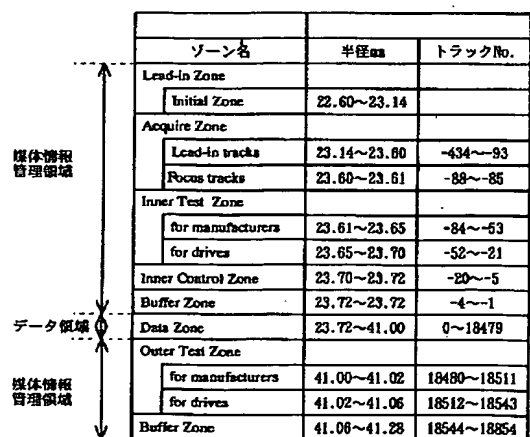 ゾーン名 半径mm トラックNo.
Lead-in Zone
Initial Zone 22.60～23.14
Acquire Zone
Lead-in tracks 23.14～23.60 -434～-93
Focus tracks 23.60～23.61 -88～-85
Inner Test Zone
for manufacturers 23.61～23.65 -84～-53
for drives 23.65～23.70 -52～-21
Inner Control Zone 23.70～23.72 -20～-5
Buffer Zone 23.72～23.72 -4～-1
Data Zone 23.72～41.00 0～18479
Outer Test Zone
for manufacturers 41.00～41.02 18480～18511
for drives 41.02～41.06 18512～18543
Buffer Zone 41.06～41.28 18544～18854
媒体情報
管理領域
データ領域
媒体情報
管理領域